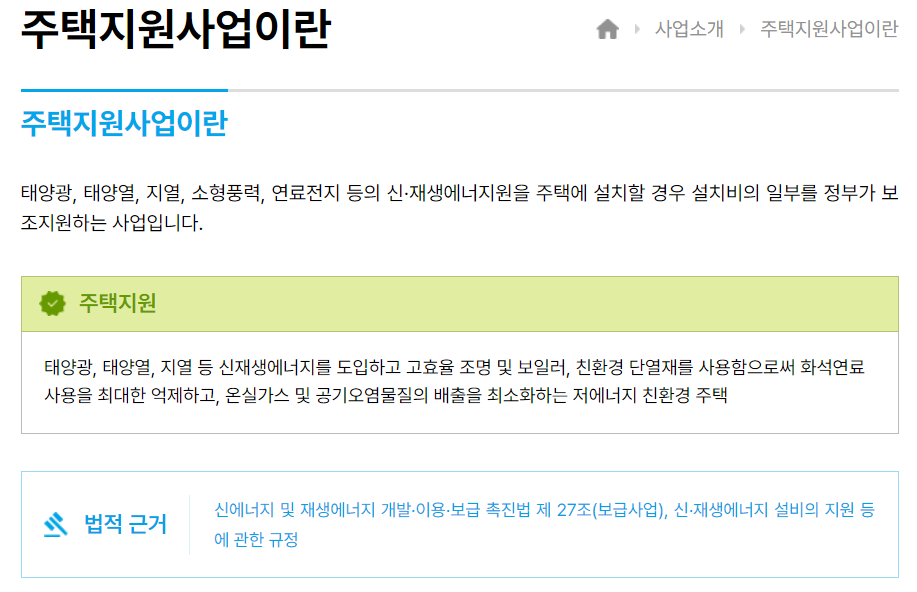 주택지원사업이란
사업소개
주택지원사업이란
주택지원사업이란
태양광, 태양열, 지열, 소형풍력, 연료전지 등의 신·재생에너지원을 주택에 설치할 경우 설치비의 일부를 정부가 보
조지원하는 사업입니다.
주택지원
태양광, 태양열, 지열 등 신재생에너지를 도입하고 고효율 조명 및 보일러, 친환경 단열재를 사용함으로써 화석연료
사용을 최대한 억제하고, 온실가스 및 공기오염물질의 배출을 최소화하는 저에너지 친환경 주택
법적 근거
신에너지 및 재생에너지 개발·이용·보급 촉진법 제 27조(보급사업), 신·재생에너지 설비의 지원 등
에 관한 규정